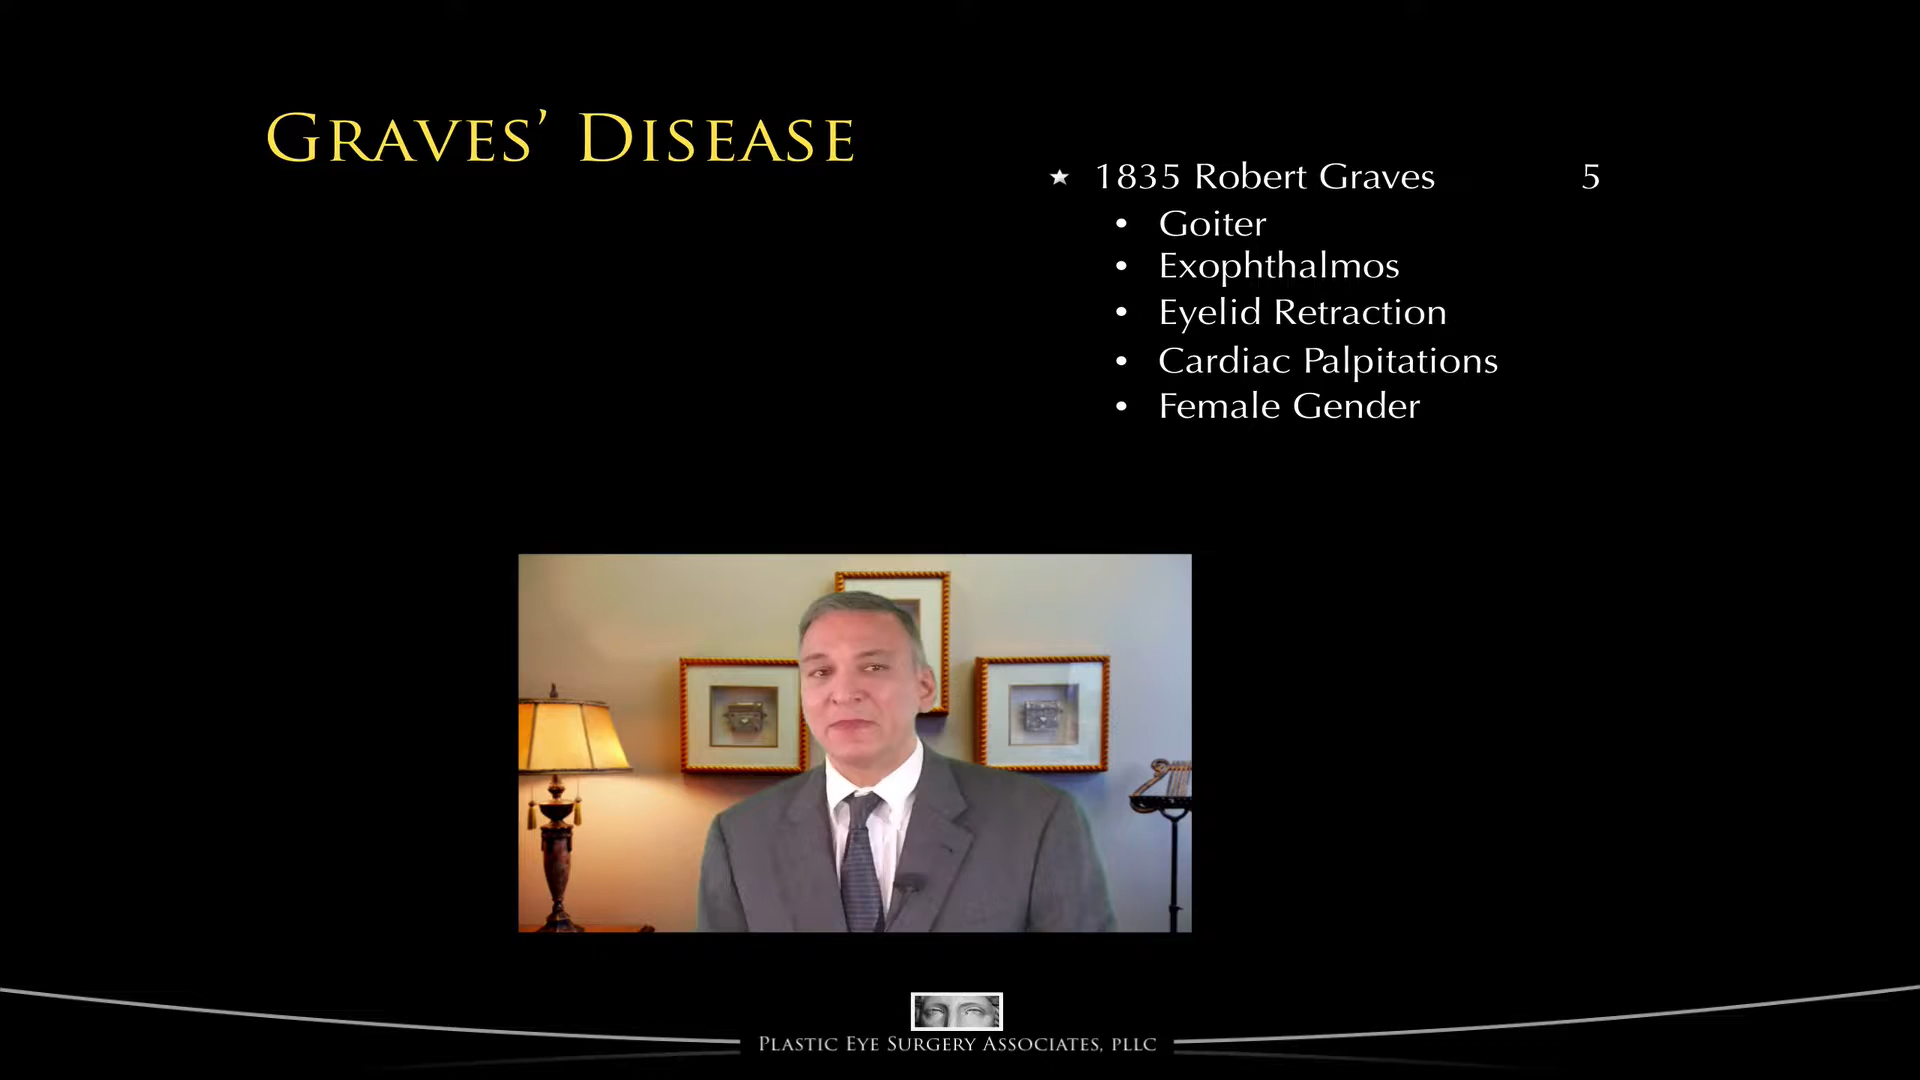 Graves' Disease
★ 1835 Robert Graves 5
• Goiter
• Exophthalmos
• Eyelid Retraction
• Cardiac Palpitations
• Female Gender
Plastic Eye Surgery Associates, PLLC